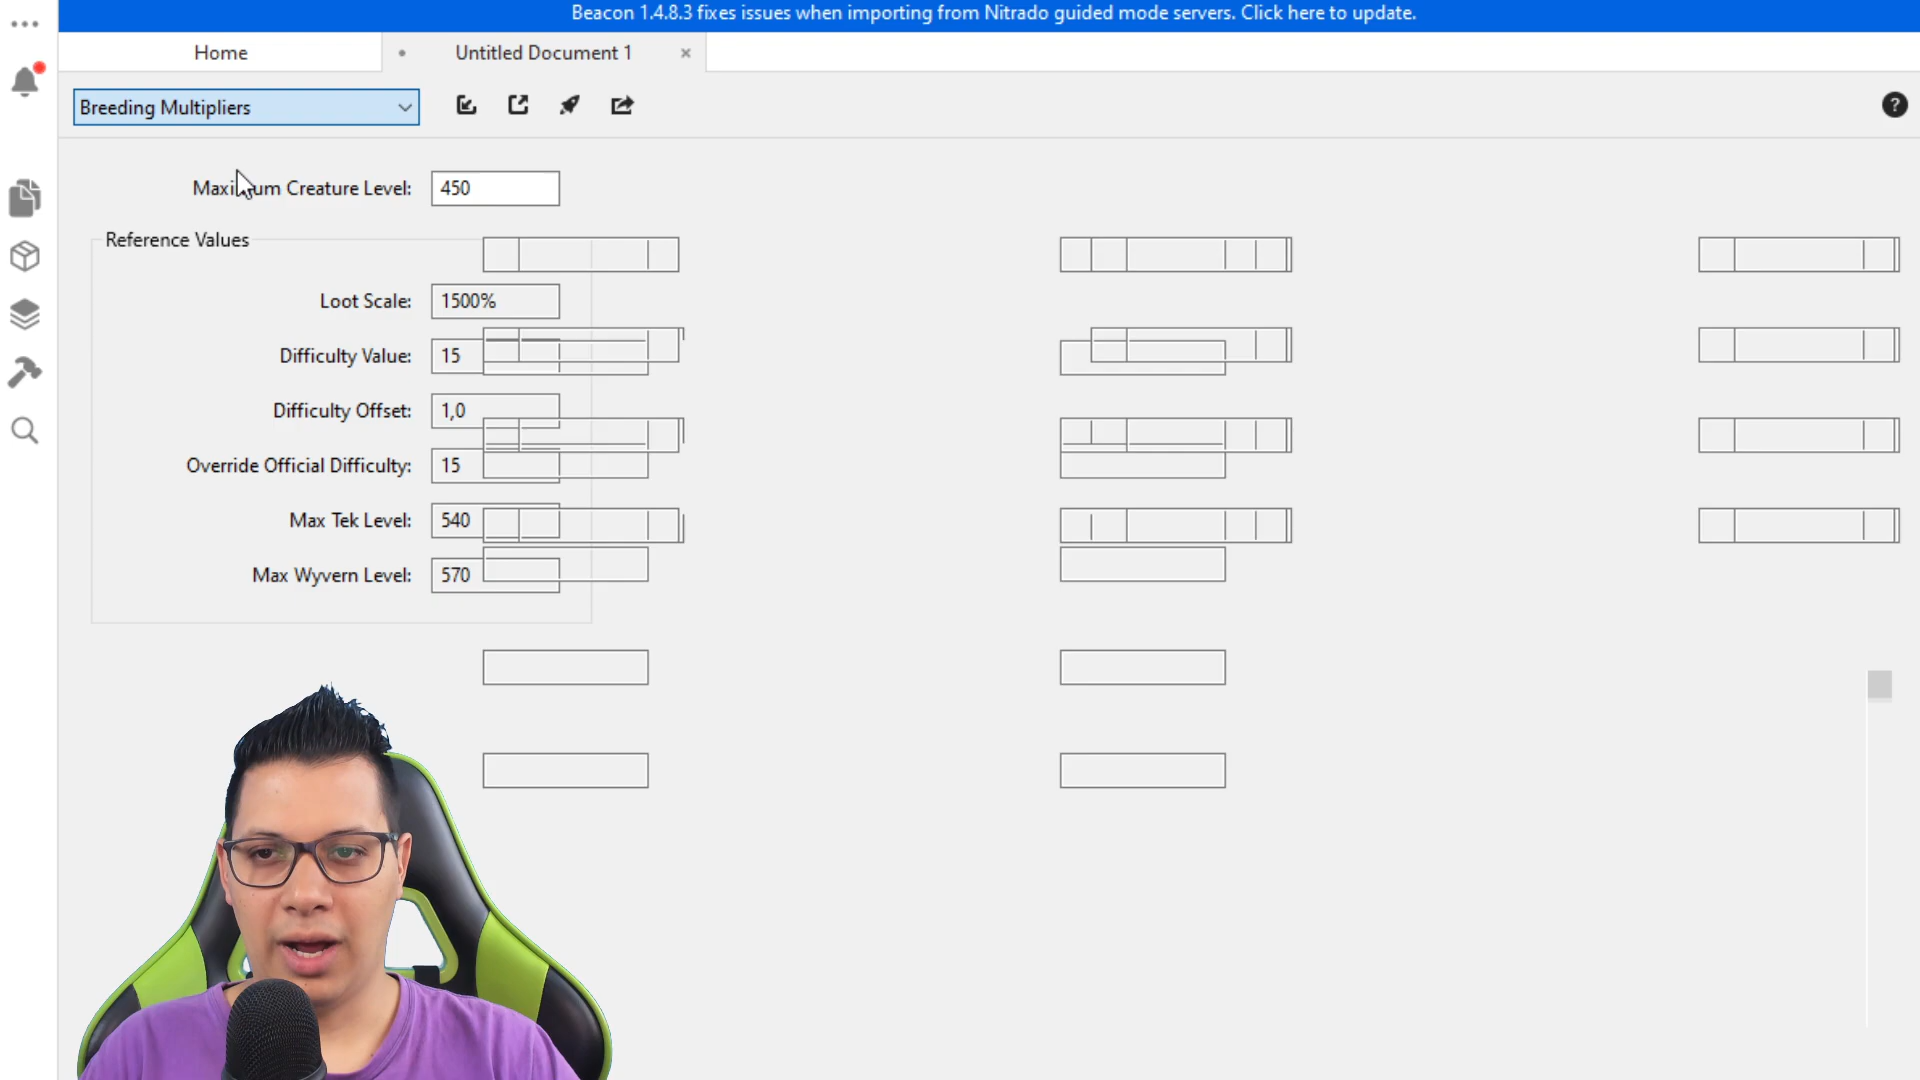 Beacon 1.4.8.3 fixes issues when importing from Nitrado guided mode servers. Click here to update.
Home
Untitled Document 1
Breeding Multipliers
Maximum Creature Level: 450
Reference Values
Loot Scale: 1500%
Difficulty Value: 15
Difficulty Offset: 1,0
Override Official Difficulty: 15
Max Tek Level: 540
Max Wyvern Level: 570